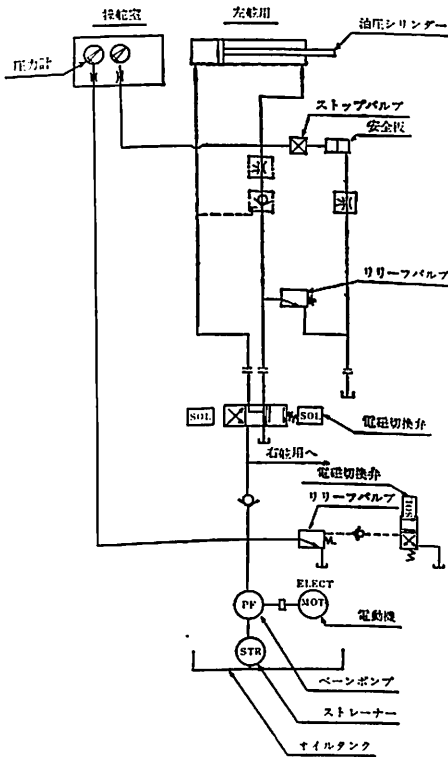 操舵室
左舷用
油圧シリンダー
圧力計
ストップバルブ
安全板
リリーフバルブ
SOL
SOL
電磁切換弁
右舷用へ
電磁切換弁
リリーフバルブ
SOL
ELECT
PF
MOT
電動機
STR
ベーンポンプ
ストレーナー
オイルタンク